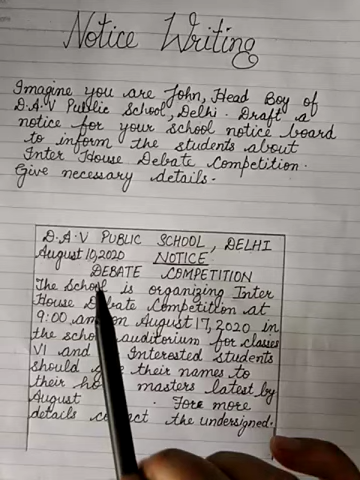 Notice Writing
Imagine you are John, Head Boy of
D.A.V Public School, Delhi. Draft a
notice for your school notice board
to inform the students about
Inter House Debate Competition.
Give necessary details.
D.A.V PUBLIC SCHOOL, DELHI
August 10, 2020 NOTICE
DEBATE COMPETITION
The School is organizing Inter
House Debate Competition at
9:00 am on August 17, 2020 in
the school auditorium for classes
VI and Interested students
should their names to
their masters latest by
August . Fore more
details the undersigned.